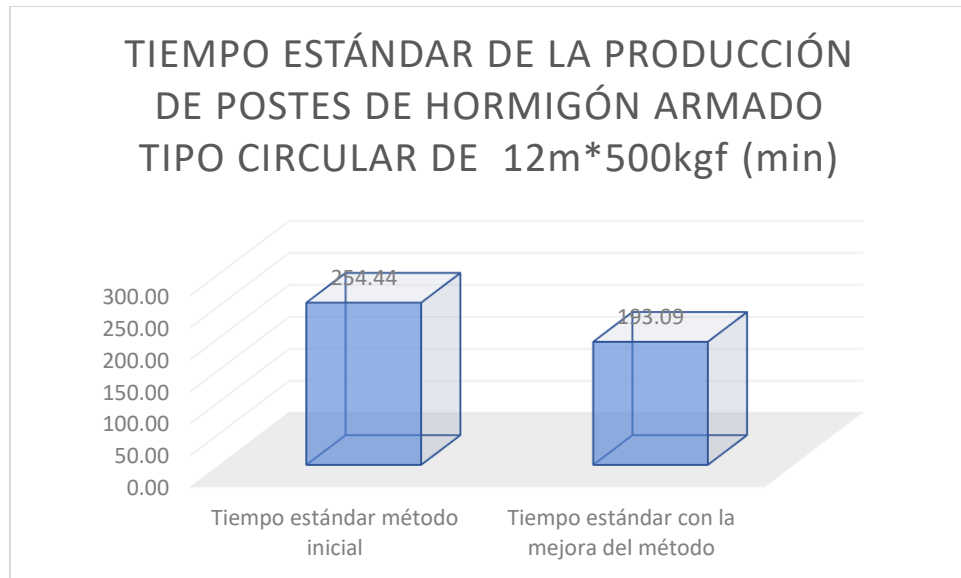 TIEMPO ESTÁNDAR DE LA PRODUCCIÓN
DE POSTES DE HORMIGÓN ARMADO
TIPO CIRCULAR DE 12m*500kgf (min)
254.44
193.09
300.00
250.00
200.00
150.00
100.00
50.00
0.00
Tiempo estándar método
inicial
Tiempo estándar con la
mejora del método